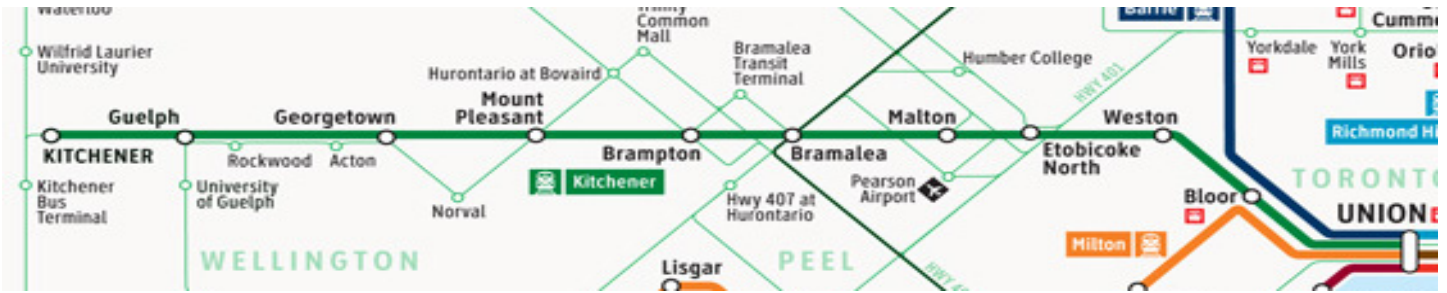 Waterloo
Wilfrid Laurier
University
Guelph
KITCHENER
Kitchener
Bus
Terminal
Rockwood
Acton
University
of Guelph
WELLINGTON
Georgetown
Norval
Mount
Pleasant
Hurontario at Bovaird
Trinity
Common
Mall
Kitchener
Brampton
Bramalea
Transit
Terminal
Bramalea
Hwy 407 at
Hurontario
Lisgar
PEEL
Malton
Pearson
Airport
Humber College
HWY 401
Etobicoke
North
Weston
Bloor
Milton
Barrie
Yorkdale
York
Mills
Richmond Hi
TORONTO
UNION